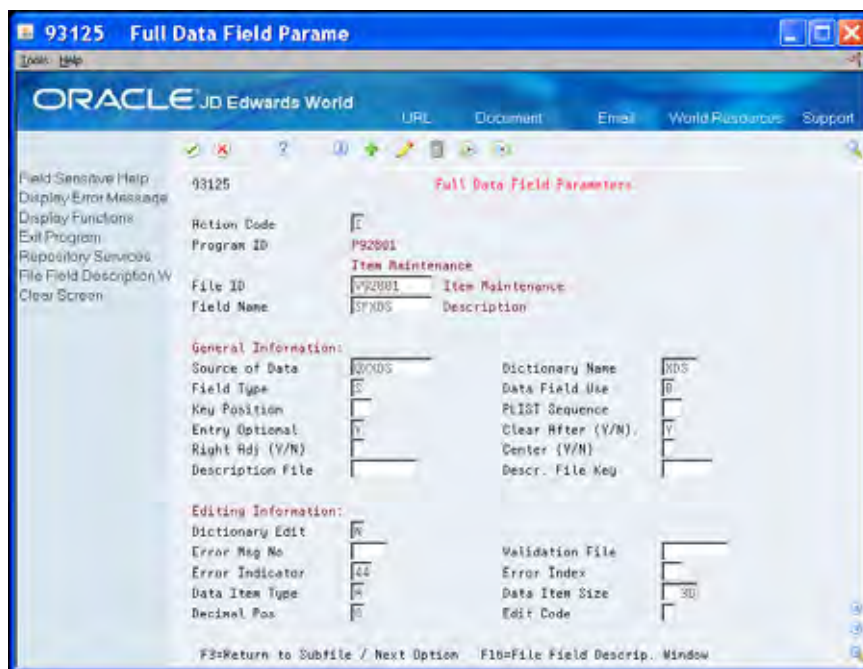 93125 Full Data Field Parame
Tools Help
ORACLE JD Edwards World
URL Document Email World Resources Support
Field Sensitive Help
Display Error Message
Display Functions
Exit Program
Repository Services
File Field Description W
Clear Screen
93125 Full Data Field Parameters
Action Code I
Program ID P92801
Item Maintenance
File ID V92801 Item Maintenance
Field Name SFXDS Description
General Information:
Source of Data QXXDS Dictionary Name XDS
Field Type S Data Field Use B
Key Position PLIST Sequence
Entry Optional Y Clear After (Y/N). Y
Right Adj (Y/N) Center (Y/N)
Description File Descr. File Key
Editing Information:
Dictionary Edit N
Error Msg No Validation File
Error Indicator 44 Error Index
Data Item Type A Data Item Size 30
Decimal Pos 0 Edit Code
F3=Return to Subfile / Next Option F16=File Field Descrip. Window